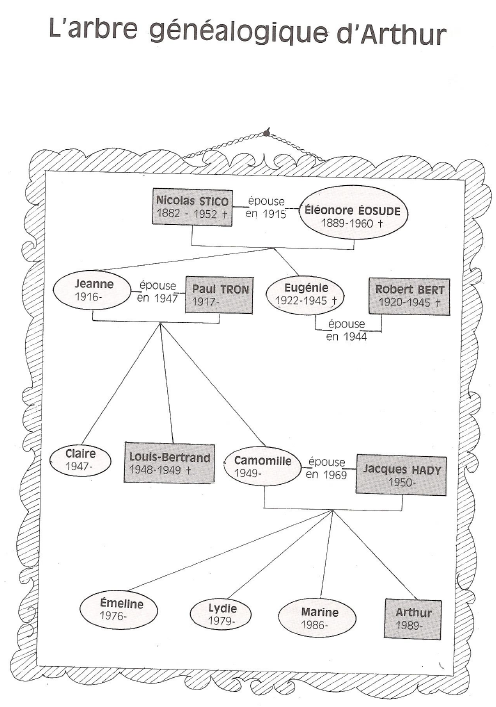 L'arbre généalogique d'Arthur
Nicolas STICO
1882 - 1952 †
épouse
en 1915
Éléonore ÉOSUDE
1889-1960 †
Jeanne
1916-
épouse
en 1947
Paul TRON
1917-
Eugénie
1922-1945 †
Robert BERT
1920-1945 †
épouse
en 1944
Claire
1947-
Louis-Bertrand
1948-1949 †
Camomille
1949-
épouse
en 1969
Jacques HADY
1950-
Émeline
1976-
Lydie
1979-
Marine
1986-
Arthur
1989-